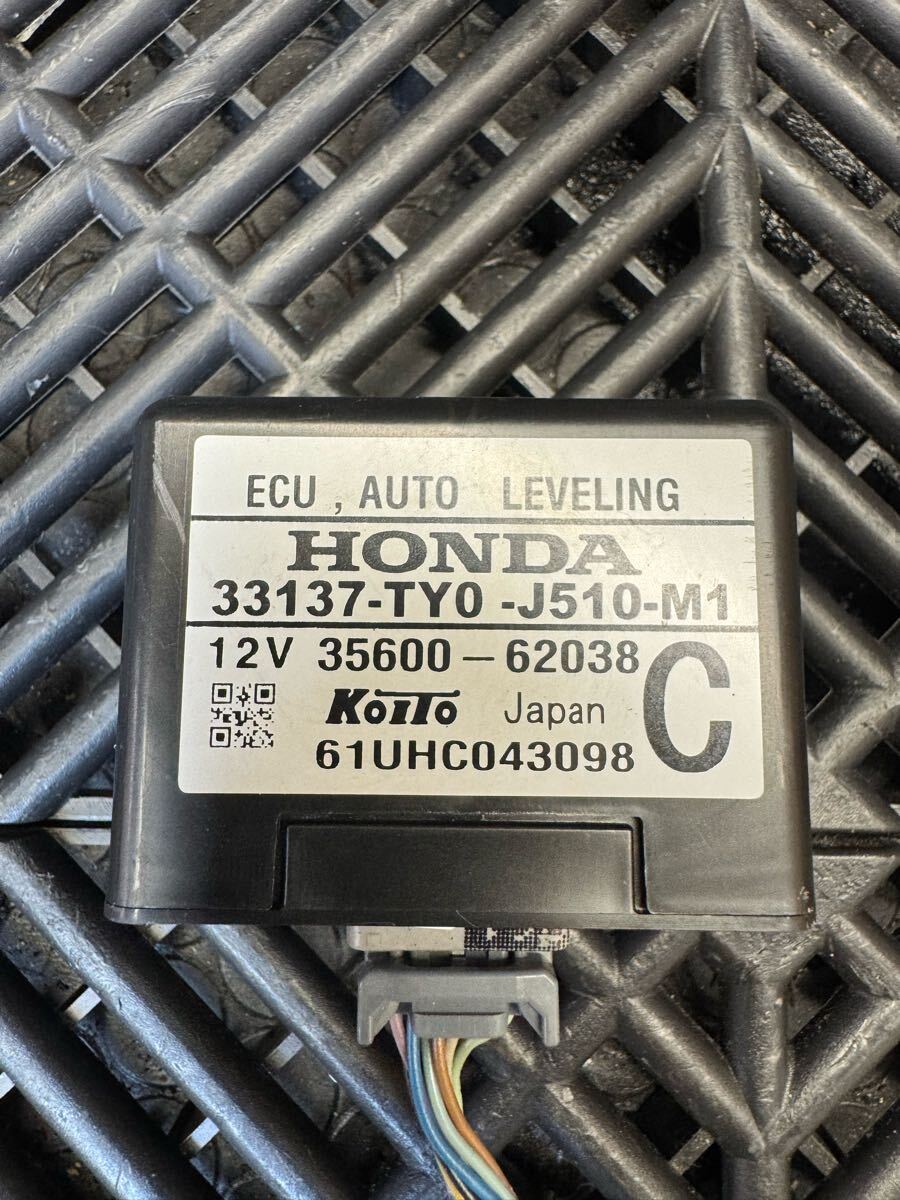 ECU , AUTO LEVELING
HONDA
33137-TY0 -J510-M1
12V 35600-62038
KOITO Japan
61UHC043098
C